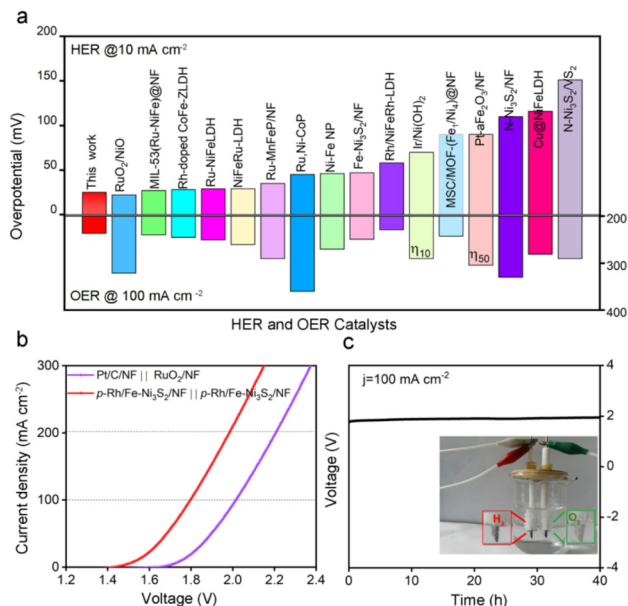 a
HER @10 mA cm-2
200
150
100
50
0
Overpotential (mV)
This work
RuO2/NiO
MIL-53(Ru-NiFe)@NF
Rh-doped CoFe-ZLDH
Ru-NiFeLDH
NiFeRu-LDH
Ru-MnFeP/NF
Ru,Ni-CoP
Ni-Fe NP
Fe-Ni3S2/NF
Rh/NiFeRh-LDH
Ir/Ni(OH)2
MSC/MOF-(Fe1/Ni4)@NF
Pt-aFe2O3/NF
N-Ni3S2/NF
Cu@NiFeLDH
N-Ni3S2/VS2
200
300
400
η10
η50
OER @ 100 mA cm -2
HER and OER Catalysts
b
300
200
100
0
Current density (mA cm-2)
Pt/C/NF || RuO2/NF
p-Rh/Fe-Ni3S2/NF || p-Rh/Fe-Ni3S2/NF
1.2 1.4 1.6 1.8 2.0 2.2 2.4
Voltage (V)
c
j=100 mA cm-2
4
2
0
-2
-4
Voltage (V)
H2
O2
0 10 20 30 40
Time (h)